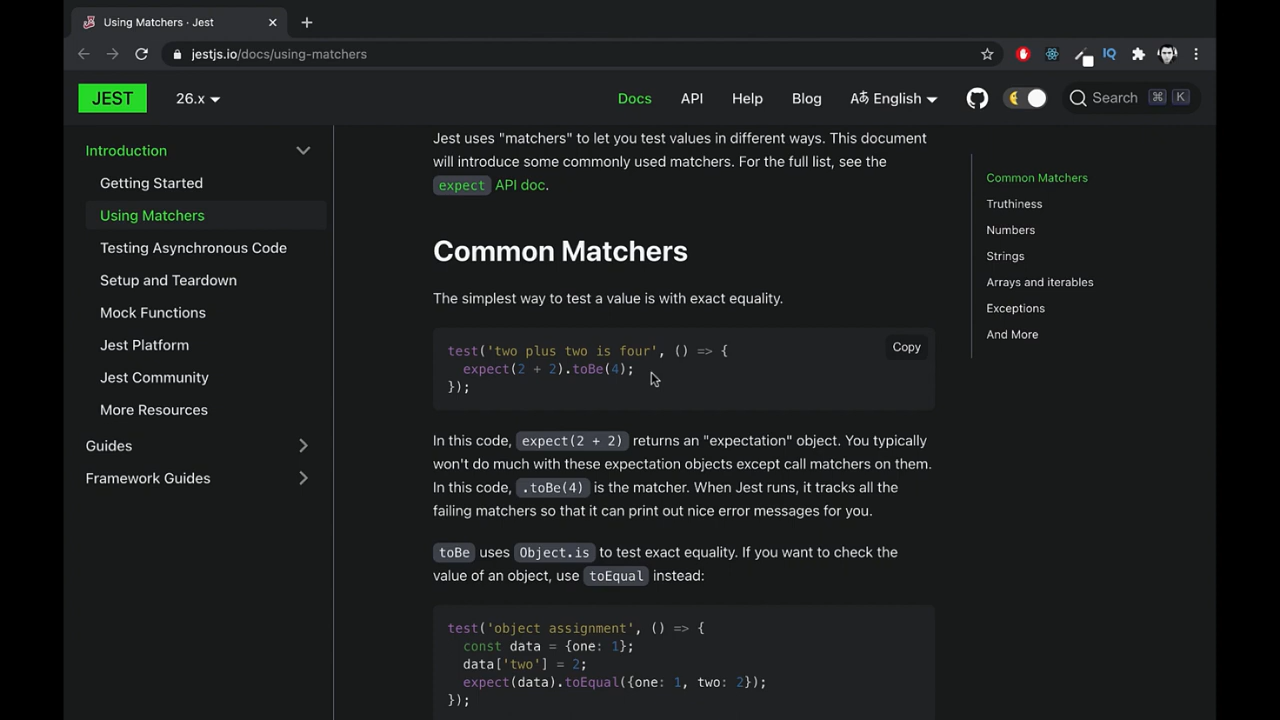 Using Matchers · Jest
jestjs.io/docs/using-matchers
IQ
JEST
26.x
Docs
API
Help
Blog
English
Search
⌘
K
Introduction
Getting Started
Using Matchers
Testing Asynchronous Code
Setup and Teardown
Mock Functions
Jest Platform
Jest Community
More Resources
Guides
Framework Guides
Jest uses "matchers" to let you test values in different ways. This document
will introduce some commonly used matchers. For the full list, see the
expect API doc.
Common Matchers
The simplest way to test a value is with exact equality.
Copy
test('two plus two is four', () => {
  expect(2 + 2).toBe(4);
});
In this code, expect(2 + 2) returns an "expectation" object. You typically
won't do much with these expectation objects except call matchers on them.
In this code, .toBe(4) is the matcher. When Jest runs, it tracks all the
failing matchers so that it can print out nice error messages for you.
toBe uses Object.is to test exact equality. If you want to check the
value of an object, use toEqual instead:
test('object assignment', () => {
  const data = {one: 1};
  data['two'] = 2;
  expect(data).toEqual({one: 1, two: 2});
});
Common Matchers
Truthiness
Numbers
Strings
Arrays and iterables
Exceptions
And More